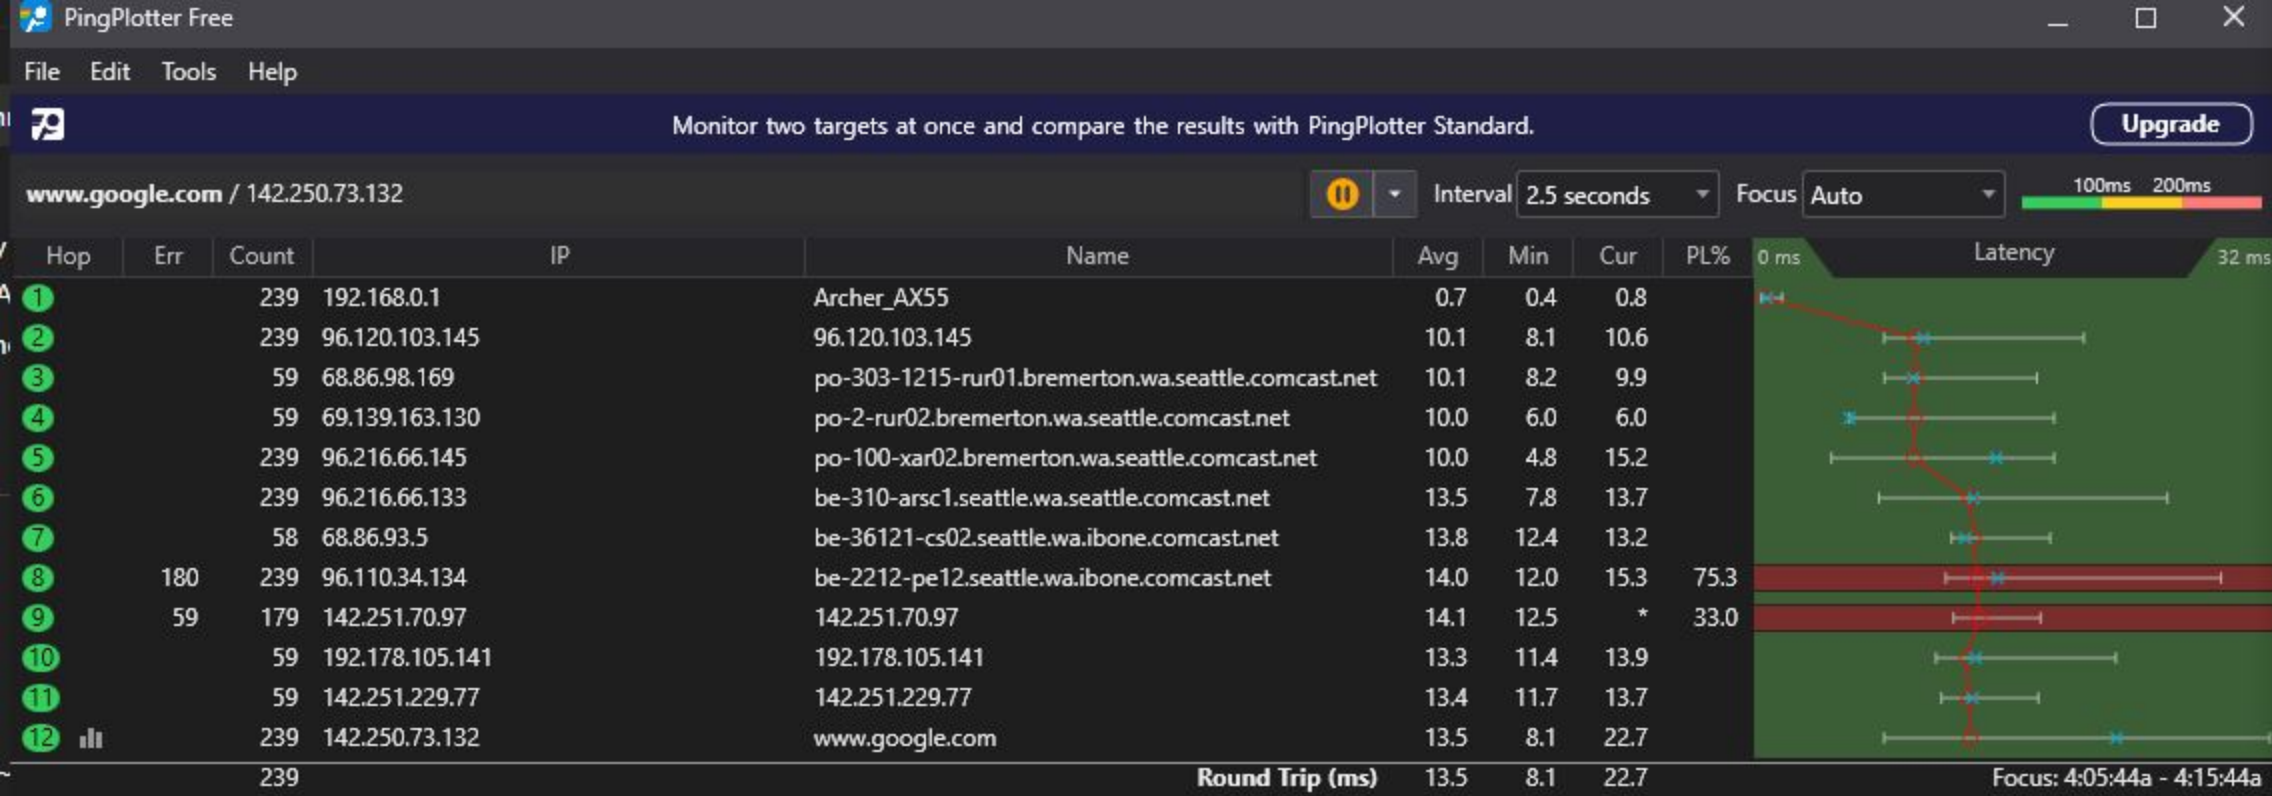 PingPlotter Free
File Edit Tools Help
Monitor two targets at once and compare the results with PingPlotter Standard. Upgrade
www.google.com / 142.250.73.132 Interval 2.5 seconds Focus Auto 100ms 200ms
Hop Err Count IP Name Avg Min Cur PL% 0 ms Latency 32 ms
1 239 192.168.0.1 Archer_AX55 0.7 0.4 0.8
2 239 96.120.103.145 96.120.103.145 10.1 8.1 10.6
3 59 68.86.98.169 po-303-1215-rur01.bremerton.wa.seattle.comcast.net 10.1 8.2 9.9
4 59 69.139.163.130 po-2-rur02.bremerton.wa.seattle.comcast.net 10.0 6.0 6.0
5 239 96.216.66.145 po-100-xar02.bremerton.wa.seattle.comcast.net 10.0 4.8 15.2
6 239 96.216.66.133 be-310-arsc1.seattle.wa.seattle.comcast.net 13.5 7.8 13.7
7 58 68.86.93.5 be-36121-cs02.seattle.wa.ibone.comcast.net 13.8 12.4 13.2
8 180 239 96.110.34.134 be-2212-pe12.seattle.wa.ibone.comcast.net 14.0 12.0 15.3 75.3
9 59 179 142.251.70.97 142.251.70.97 14.1 12.5 * 33.0
10 59 192.178.105.141 192.178.105.141 13.3 11.4 13.9
11 59 142.251.229.77 142.251.229.77 13.4 11.7 13.7
12 239 142.250.73.132 www.google.com 13.5 8.1 22.7
239 Round Trip (ms) 13.5 8.1 22.7 Focus: 4:05:44a - 4:15:44a